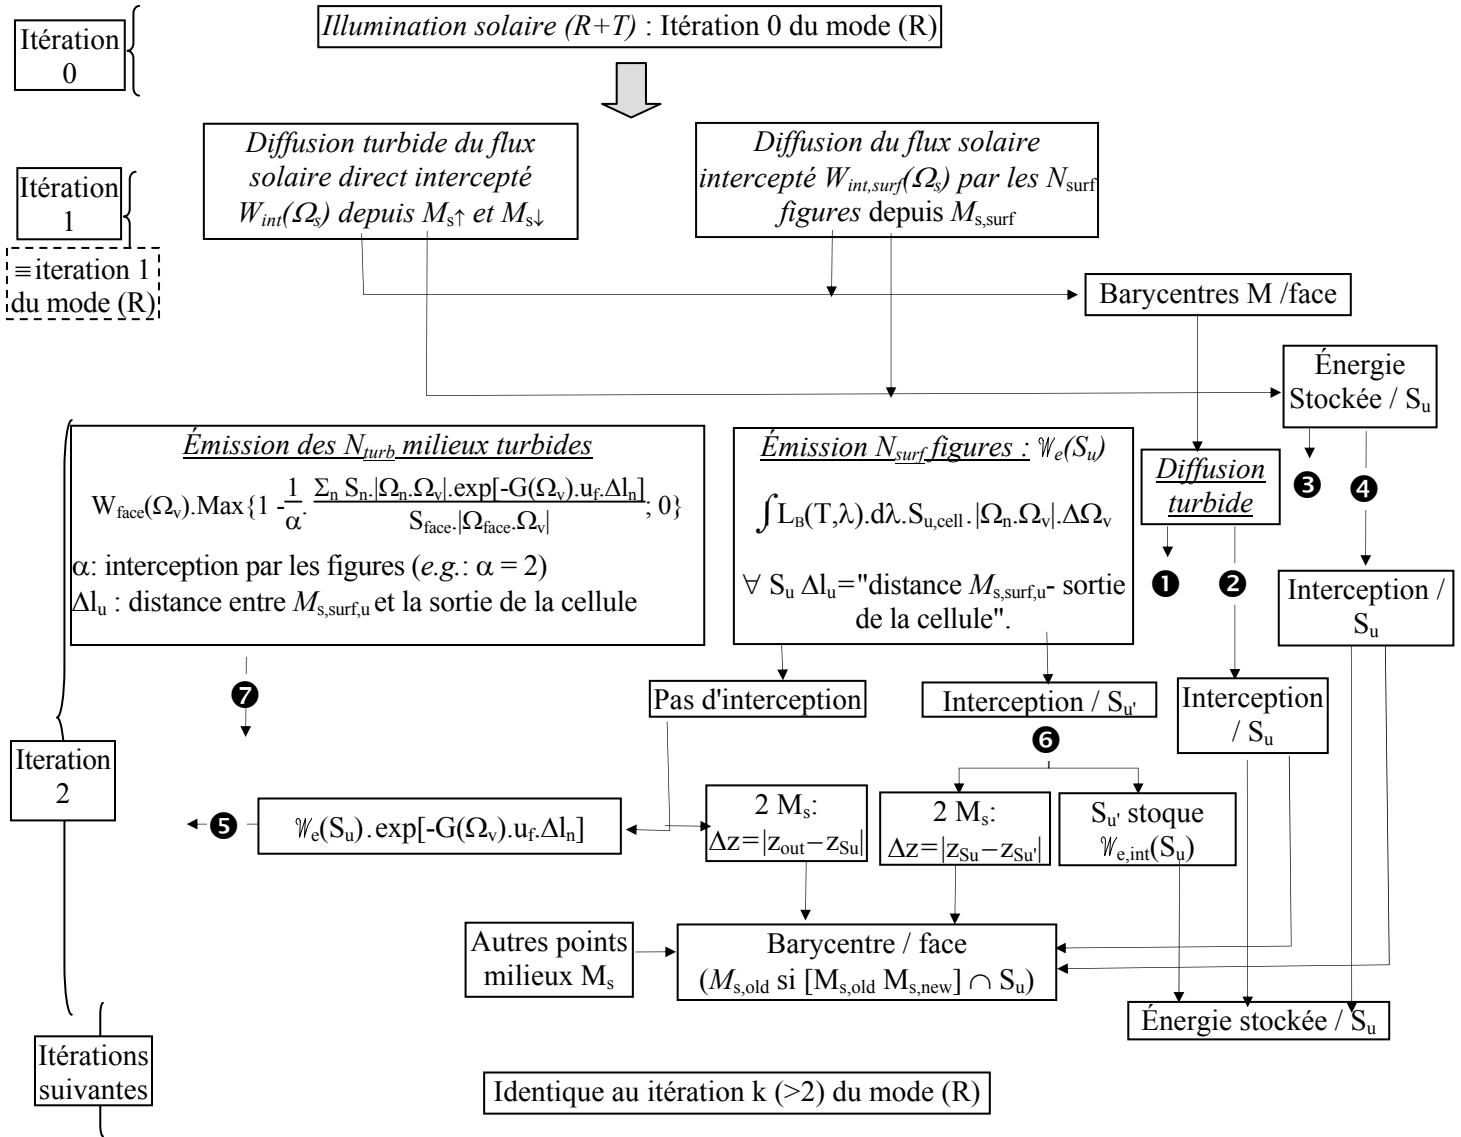 Itération
0
Illumination solaire (R+T) : Itération 0 du mode (R)
Itération
1
≡iteration 1
du mode (R)
Diffusion turbide du flux
solaire direct intercepté
W_int(Ω_s) depuis M_s↑ et M_s↓
Diffusion du flux solaire
intercepté W_int,surf(Ω_s) par les N_surf
figures depuis M_s,surf
Barycentres M /face
Énergie
Stockée / S_u
Émission des N_turb milieux turbides
W_face(Ω_v).Max{1 - 1/α . Σ_n S_n.|Ω_n.Ω_v|.exp[-G(Ω_v).u_f.Δl_n] / S_face.|Ω_face.Ω_v| ; 0}
α: interception par les figures (e.g.: α = 2)
Δl_u : distance entre M_s,surf,u et la sortie de la cellule
Émission N_surf figures : 𝒲_e(S_u)
∫L_B(T,λ).dλ.S_u,cell.|Ω_n.Ω_v|.ΔΩ_v
∀ S_u Δl_u="distance M_s,surf,u- sortie
de la cellule".
Diffusion
turbide
❸
❹
❶
❷
Interception /
S_u
Iteration
2
❼
Pas d'interception
Interception / S_u'
Interception
/ S_u
❻
❺
𝒲_e(S_u).exp[-G(Ω_v).u_f.Δl_n]
2 M_s:
Δz=|z_out−z_Su|
2 M_s:
Δz=|z_Su−z_Su'|
S_u' stoque
𝒲_e,int(S_u)
Autres points
milieux M_s
Barycentre / face
(M_s,old si [M_s,old M_s,new] ∩ S_u)
Énergie stockée / S_u
Itérations
suivantes
Identique au itération k (>2) du mode (R)